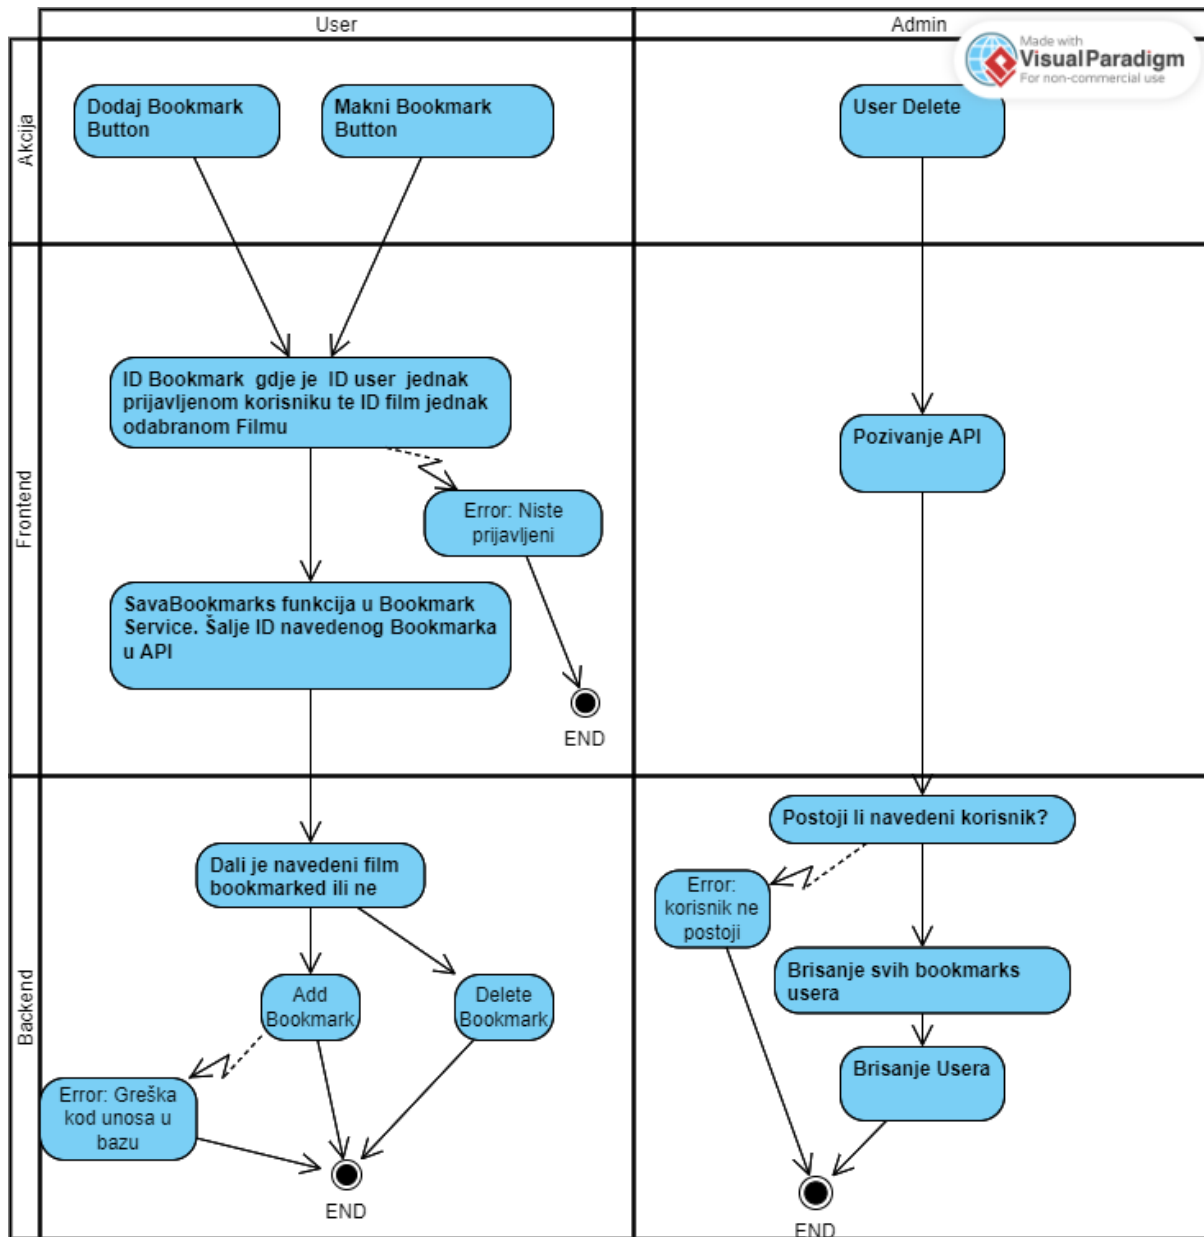 User
Admin
Made with
Visual Paradigm
For non-commercial use
Akcija
Dodaj Bookmark
Button
Makni Bookmark
Button
User Delete
Frontend
ID Bookmark  gdje je  ID user  jednak
prijavljenom korisniku te ID film jednak
odabranom Filmu
Pozivanje API
Error: Niste
prijavljeni
SavaBookmarks funkcija u Bookmark
Service. Šalje ID navedenog Bookmarka
u API
END
Backend
Postoji li navedeni korisnik?
Dali je navedeni film
bookmarked ili ne
Error:
korisnik ne
postoji
Brisanje svih bookmarks
usera
Add
Bookmark
Delete
Bookmark
Brisanje Usera
Error: Greška
kod unosa u
bazu
END
END